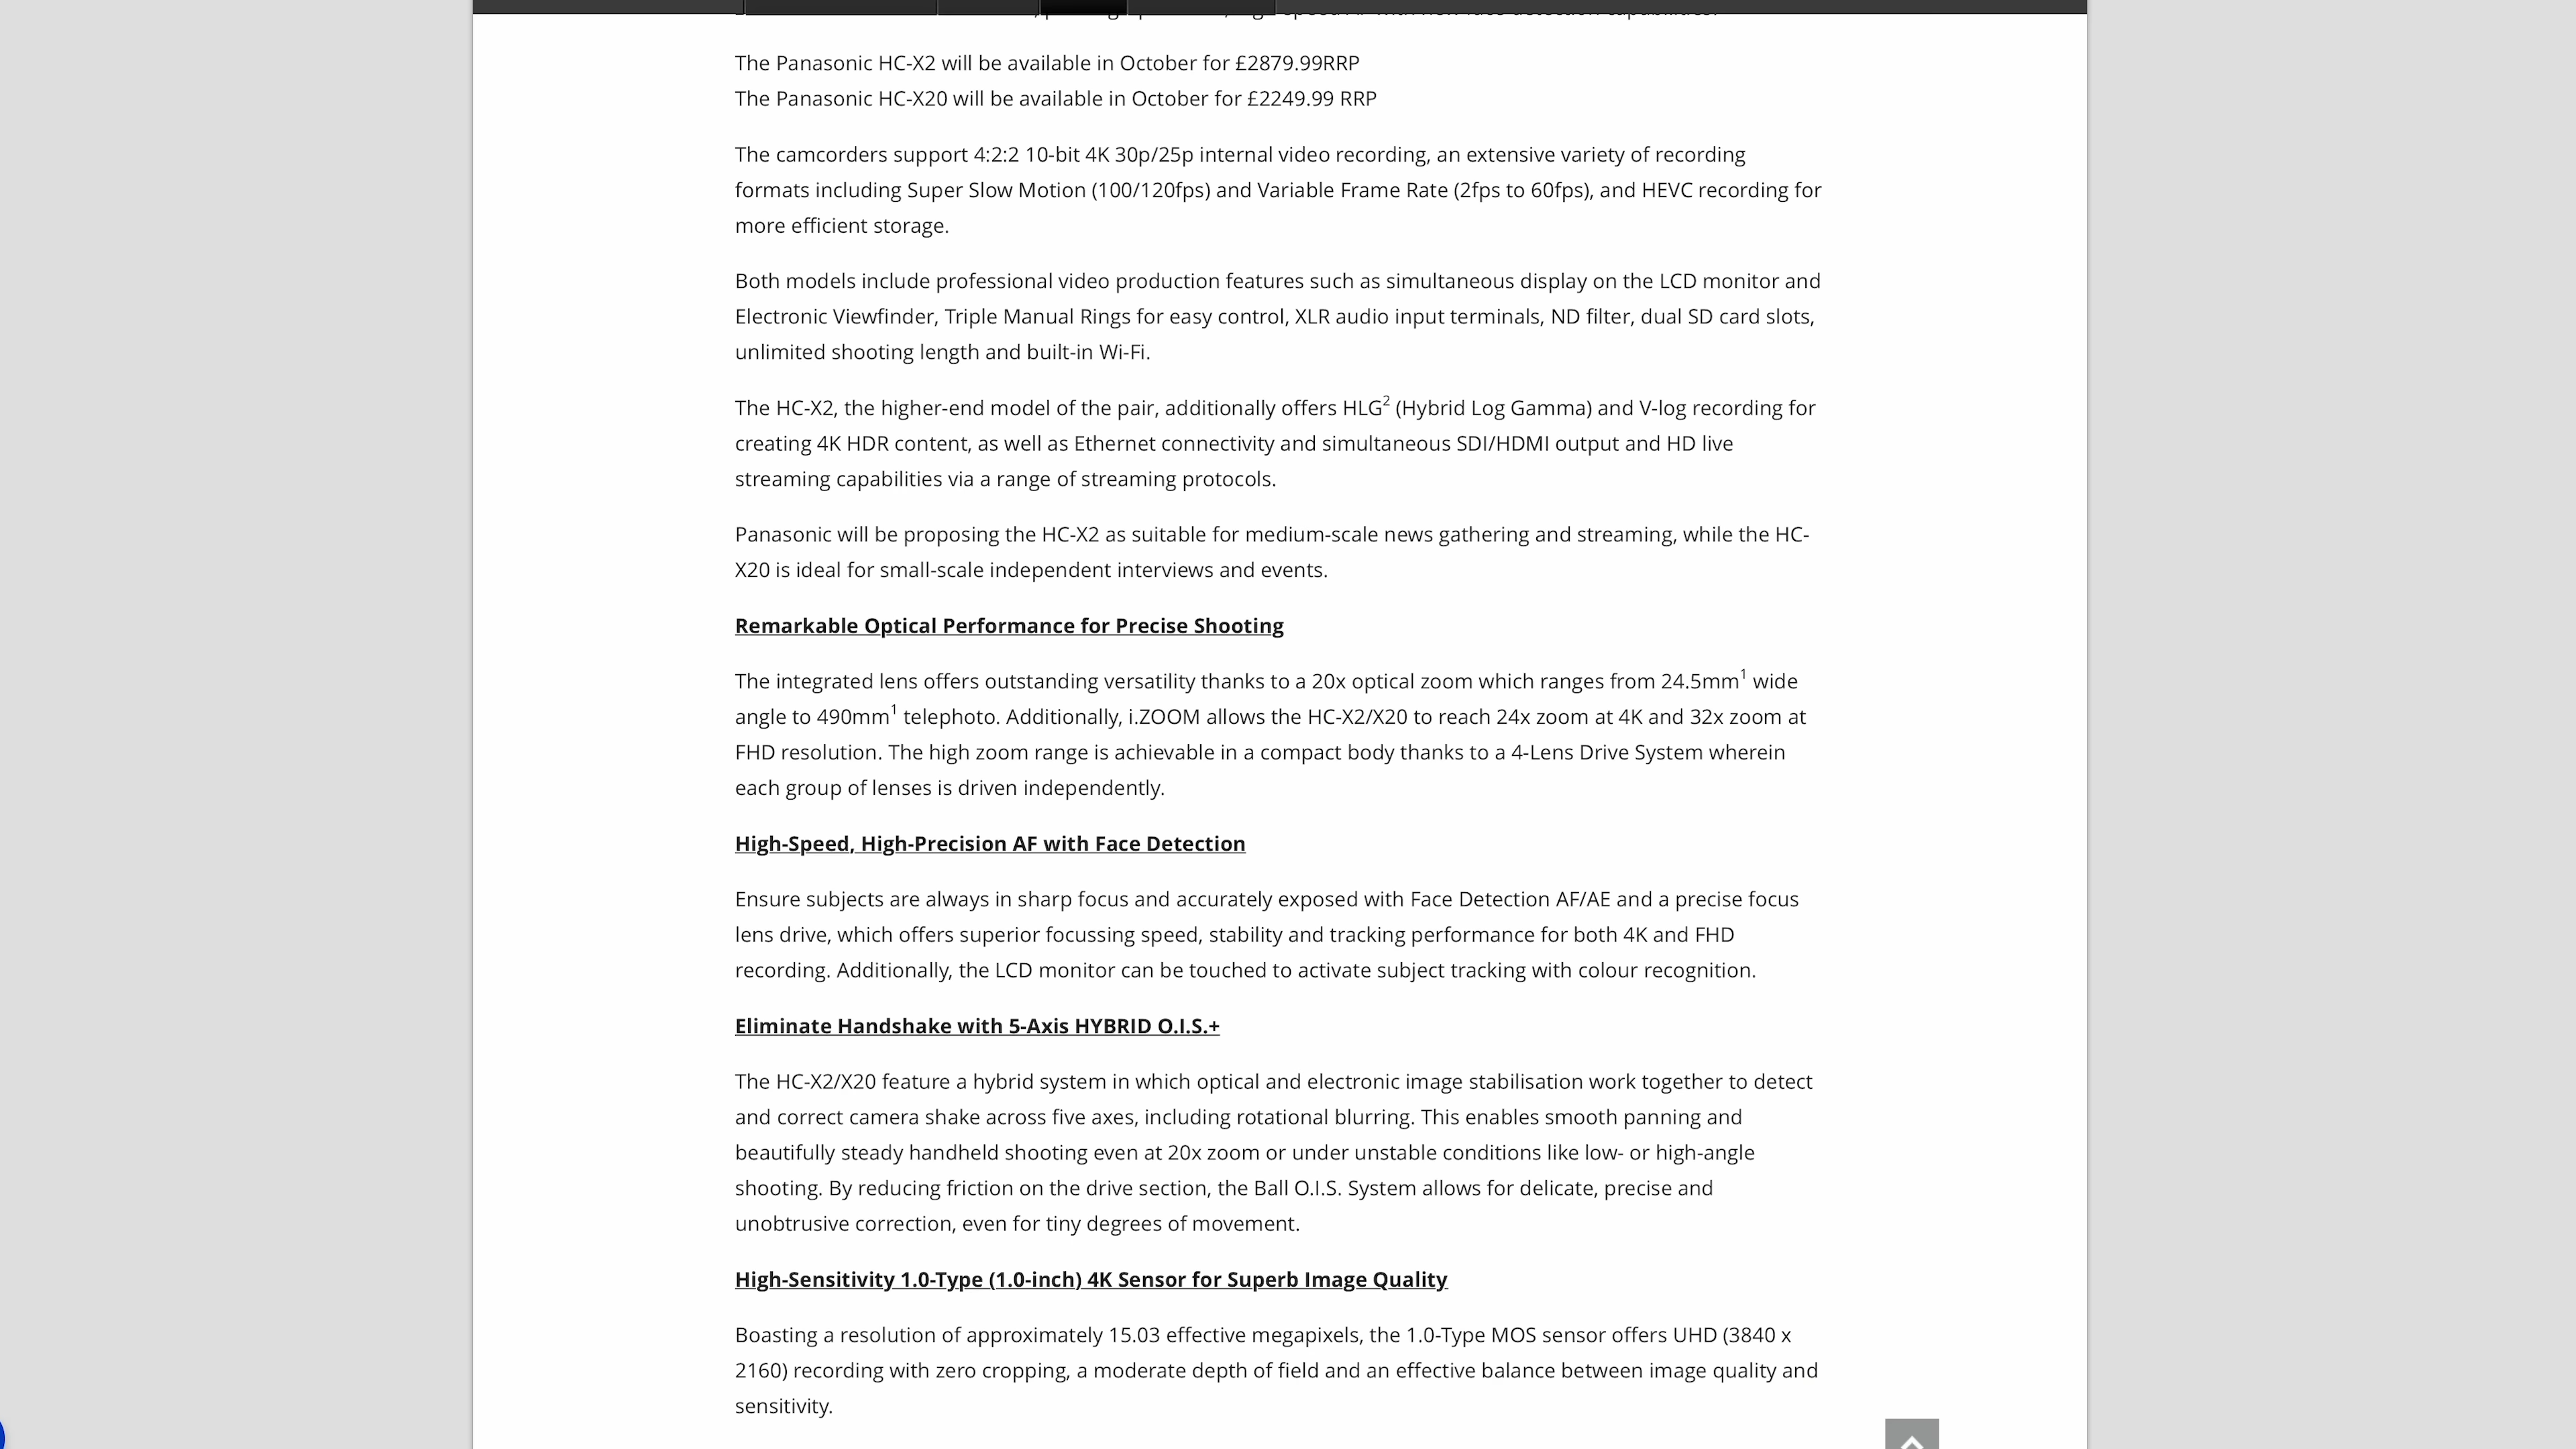 The Panasonic HC-X2 will be available in October for £2879.99RRP
The Panasonic HC-X20 will be available in October for £2249.99 RRP
The camcorders support 4:2:2 10-bit 4K 30p/25p internal video recording, an extensive variety of recording
formats including Super Slow Motion (100/120fps) and Variable Frame Rate (2fps to 60fps), and HEVC recording for
more efficient storage.
Both models include professional video production features such as simultaneous display on the LCD monitor and
Electronic Viewfinder, Triple Manual Rings for easy control, XLR audio input terminals, ND filter, dual SD card slots,
unlimited shooting length and built-in Wi-Fi.
The HC-X2, the higher-end model of the pair, additionally offers HLG² (Hybrid Log Gamma) and V-log recording for
creating 4K HDR content, as well as Ethernet connectivity and simultaneous SDI/HDMI output and HD live
streaming capabilities via a range of streaming protocols.
Panasonic will be proposing the HC-X2 as suitable for medium-scale news gathering and streaming, while the HC-
X20 is ideal for small-scale independent interviews and events.
Remarkable Optical Performance for Precise Shooting
The integrated lens offers outstanding versatility thanks to a 20x optical zoom which ranges from 24.5mm¹ wide
angle to 490mm¹ telephoto. Additionally, i.ZOOM allows the HC-X2/X20 to reach 24x zoom at 4K and 32x zoom at
FHD resolution. The high zoom range is achievable in a compact body thanks to a 4-Lens Drive System wherein
each group of lenses is driven independently.
High-Speed, High-Precision AF with Face Detection
Ensure subjects are always in sharp focus and accurately exposed with Face Detection AF/AE and a precise focus
lens drive, which offers superior focussing speed, stability and tracking performance for both 4K and FHD
recording. Additionally, the LCD monitor can be touched to activate subject tracking with colour recognition.
Eliminate Handshake with 5-Axis HYBRID O.I.S.+
The HC-X2/X20 feature a hybrid system in which optical and electronic image stabilisation work together to detect
and correct camera shake across five axes, including rotational blurring. This enables smooth panning and
beautifully steady handheld shooting even at 20x zoom or under unstable conditions like low- or high-angle
shooting. By reducing friction on the drive section, the Ball O.I.S. System allows for delicate, precise and
unobtrusive correction, even for tiny degrees of movement.
High-Sensitivity 1.0-Type (1.0-inch) 4K Sensor for Superb Image Quality
Boasting a resolution of approximately 15.03 effective megapixels, the 1.0-Type MOS sensor offers UHD (3840 x
2160) recording with zero cropping, a moderate depth of field and an effective balance between image quality and
sensitivity.